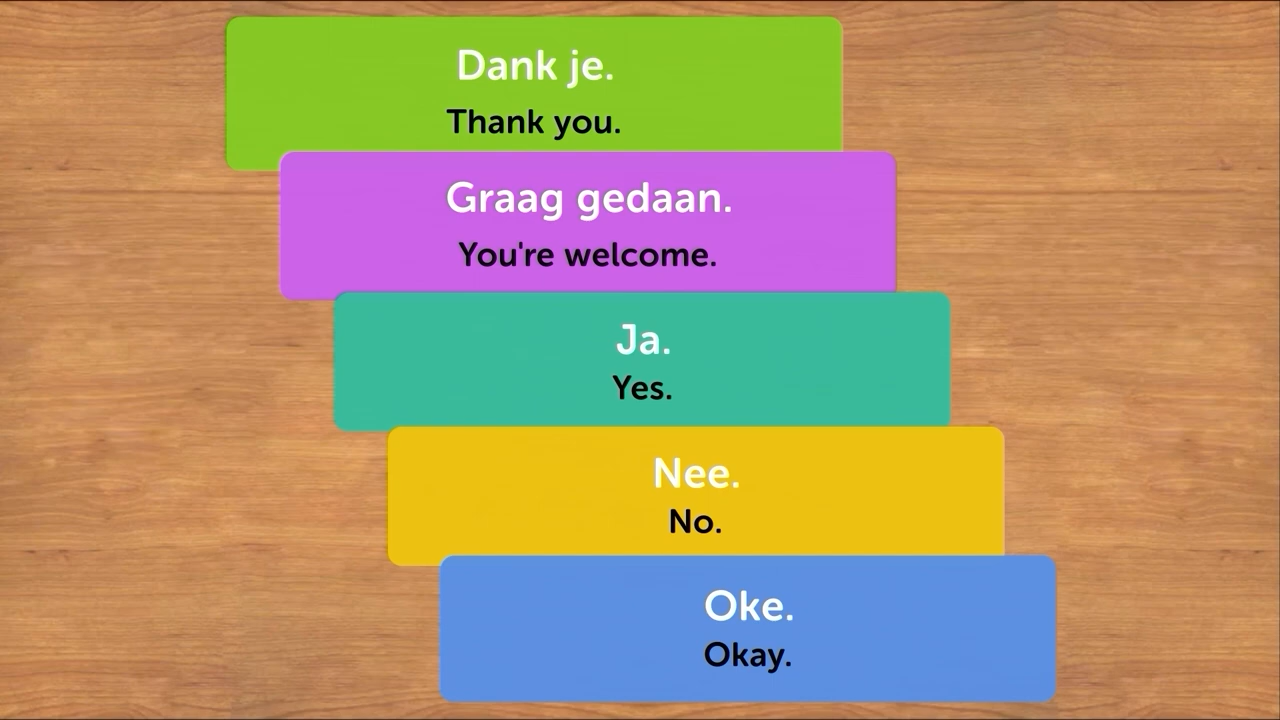 Dank je.
Thank you.
Graag gedaan.
You're welcome.
Ja.
Yes.
Nee.
No.
Oke.
Okay.